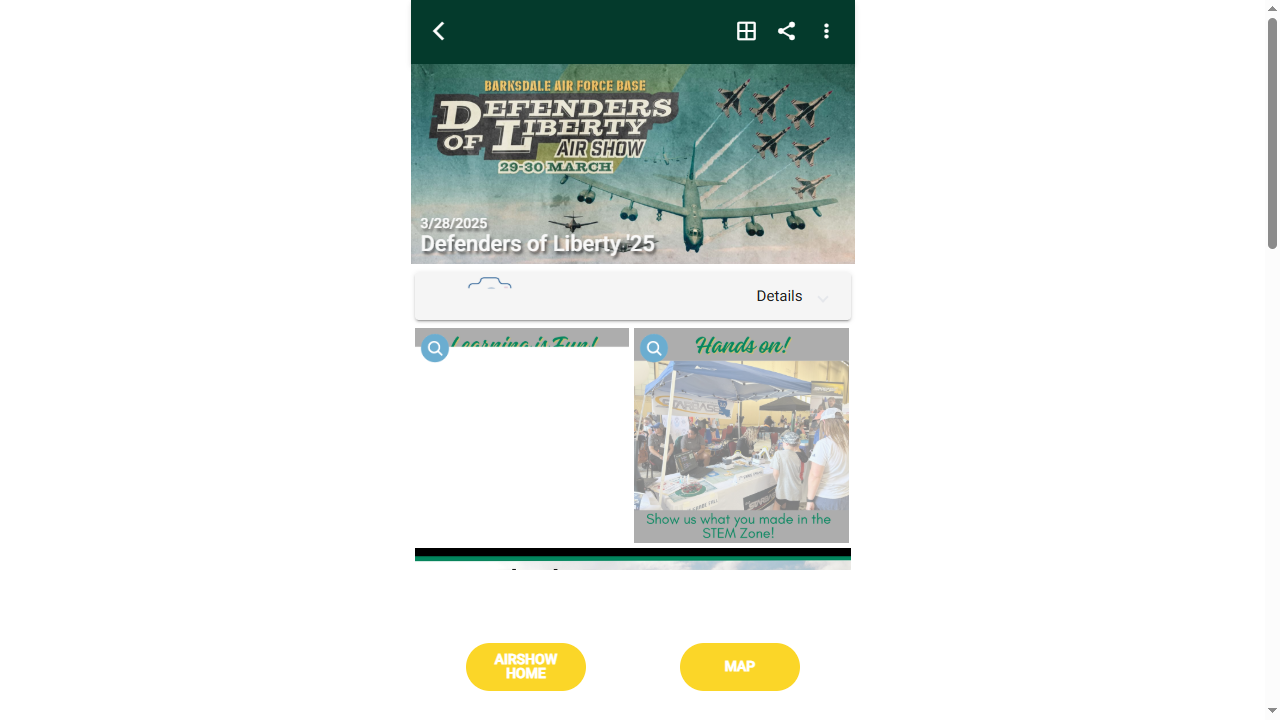 BARKSDALE AIR FORCE BASE
DEFENDERS
OF LIBERTY
AIR SHOW
29-30 MARCH
3/28/2025
Defenders of Liberty '25
Details
Learning is Fun!
Hands on!
STARBASE
Show us what you made in the
STEM Zone!
AIRSHOW
HOME
MAP